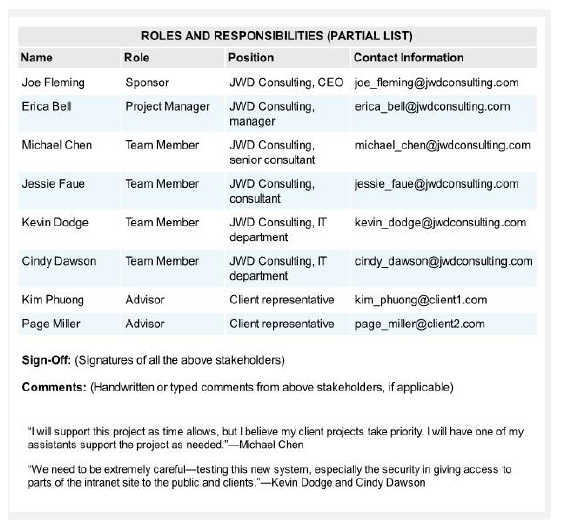 ROLES AND RESPONSIBILITIES (PARTIAL LIST)
Name Role Position Contact Information
Joe Fleming Sponsor JWD Consulting, CEO joe_fleming@jwdconsulting.com
Erica Bell Project Manager JWD Consulting, manager erica_bell@jwdconsulting.com
Michael Chen Team Member JWD Consulting, senior consultant michael_chen@jwdconsulting.com
Jessie Faue Team Member JWD Consulting, consultant jessie_faue@jwdconsulting.com
Kevin Dodge Team Member JWD Consulting, IT department kevin_dodge@jwdconsulting.com
Cindy Dawson Team Member JWD Consulting, IT department cindy_dawson@jwdconsulting.com
Kim Phuong Advisor Client representative kim_phuong@client1.com
Page Miller Advisor Client representative page_miller@client2.com
Sign-Off: (Signatures of all the above stakeholders)
Comments: (Handwritten or typed comments from above stakeholders, if applicable)
“I will support this project as time allows, but I believe my client projects take priority. I will have one of my
assistants support the project as needed.”—Michael Chen
“We need to be extremely careful—testing this new system, especially the security in giving access to
parts of the intranet site to the public and clients.”—Kevin Dodge and Cindy Dawson